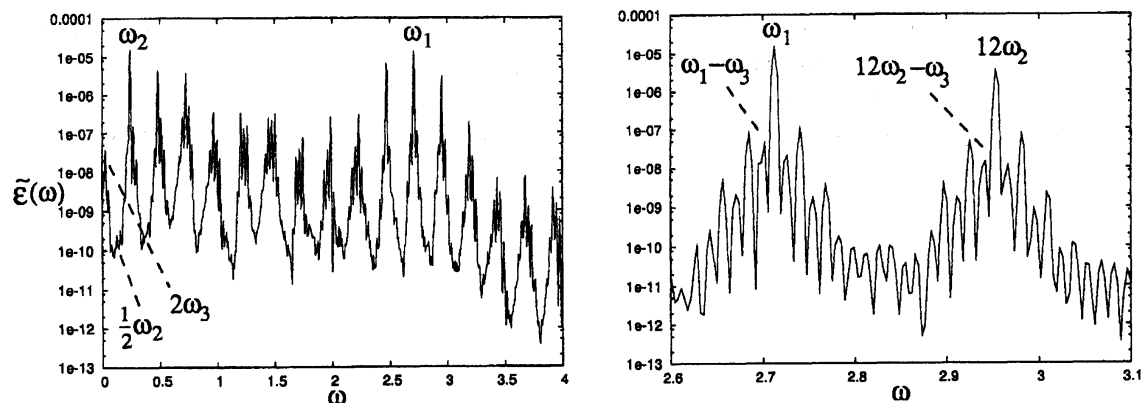 0.0001
1e-05
1e-06
1e-07
1e-08
1e-09
1e-10
1e-11
1e-12
1e-13
ε̃(ω)
ω₂
ω₁
½ω₂
2ω₃
0 0.5 1 1.5 2 2.5 3 3.5 4
ω
0.0001
1e-05
1e-06
1e-07
1e-08
1e-09
1e-10
1e-11
1e-12
1e-13
ω₁
ω₁−ω₃
12ω₂−ω₃
12ω₂
2.6 2.7 2.8 2.9 3 3.1
ω